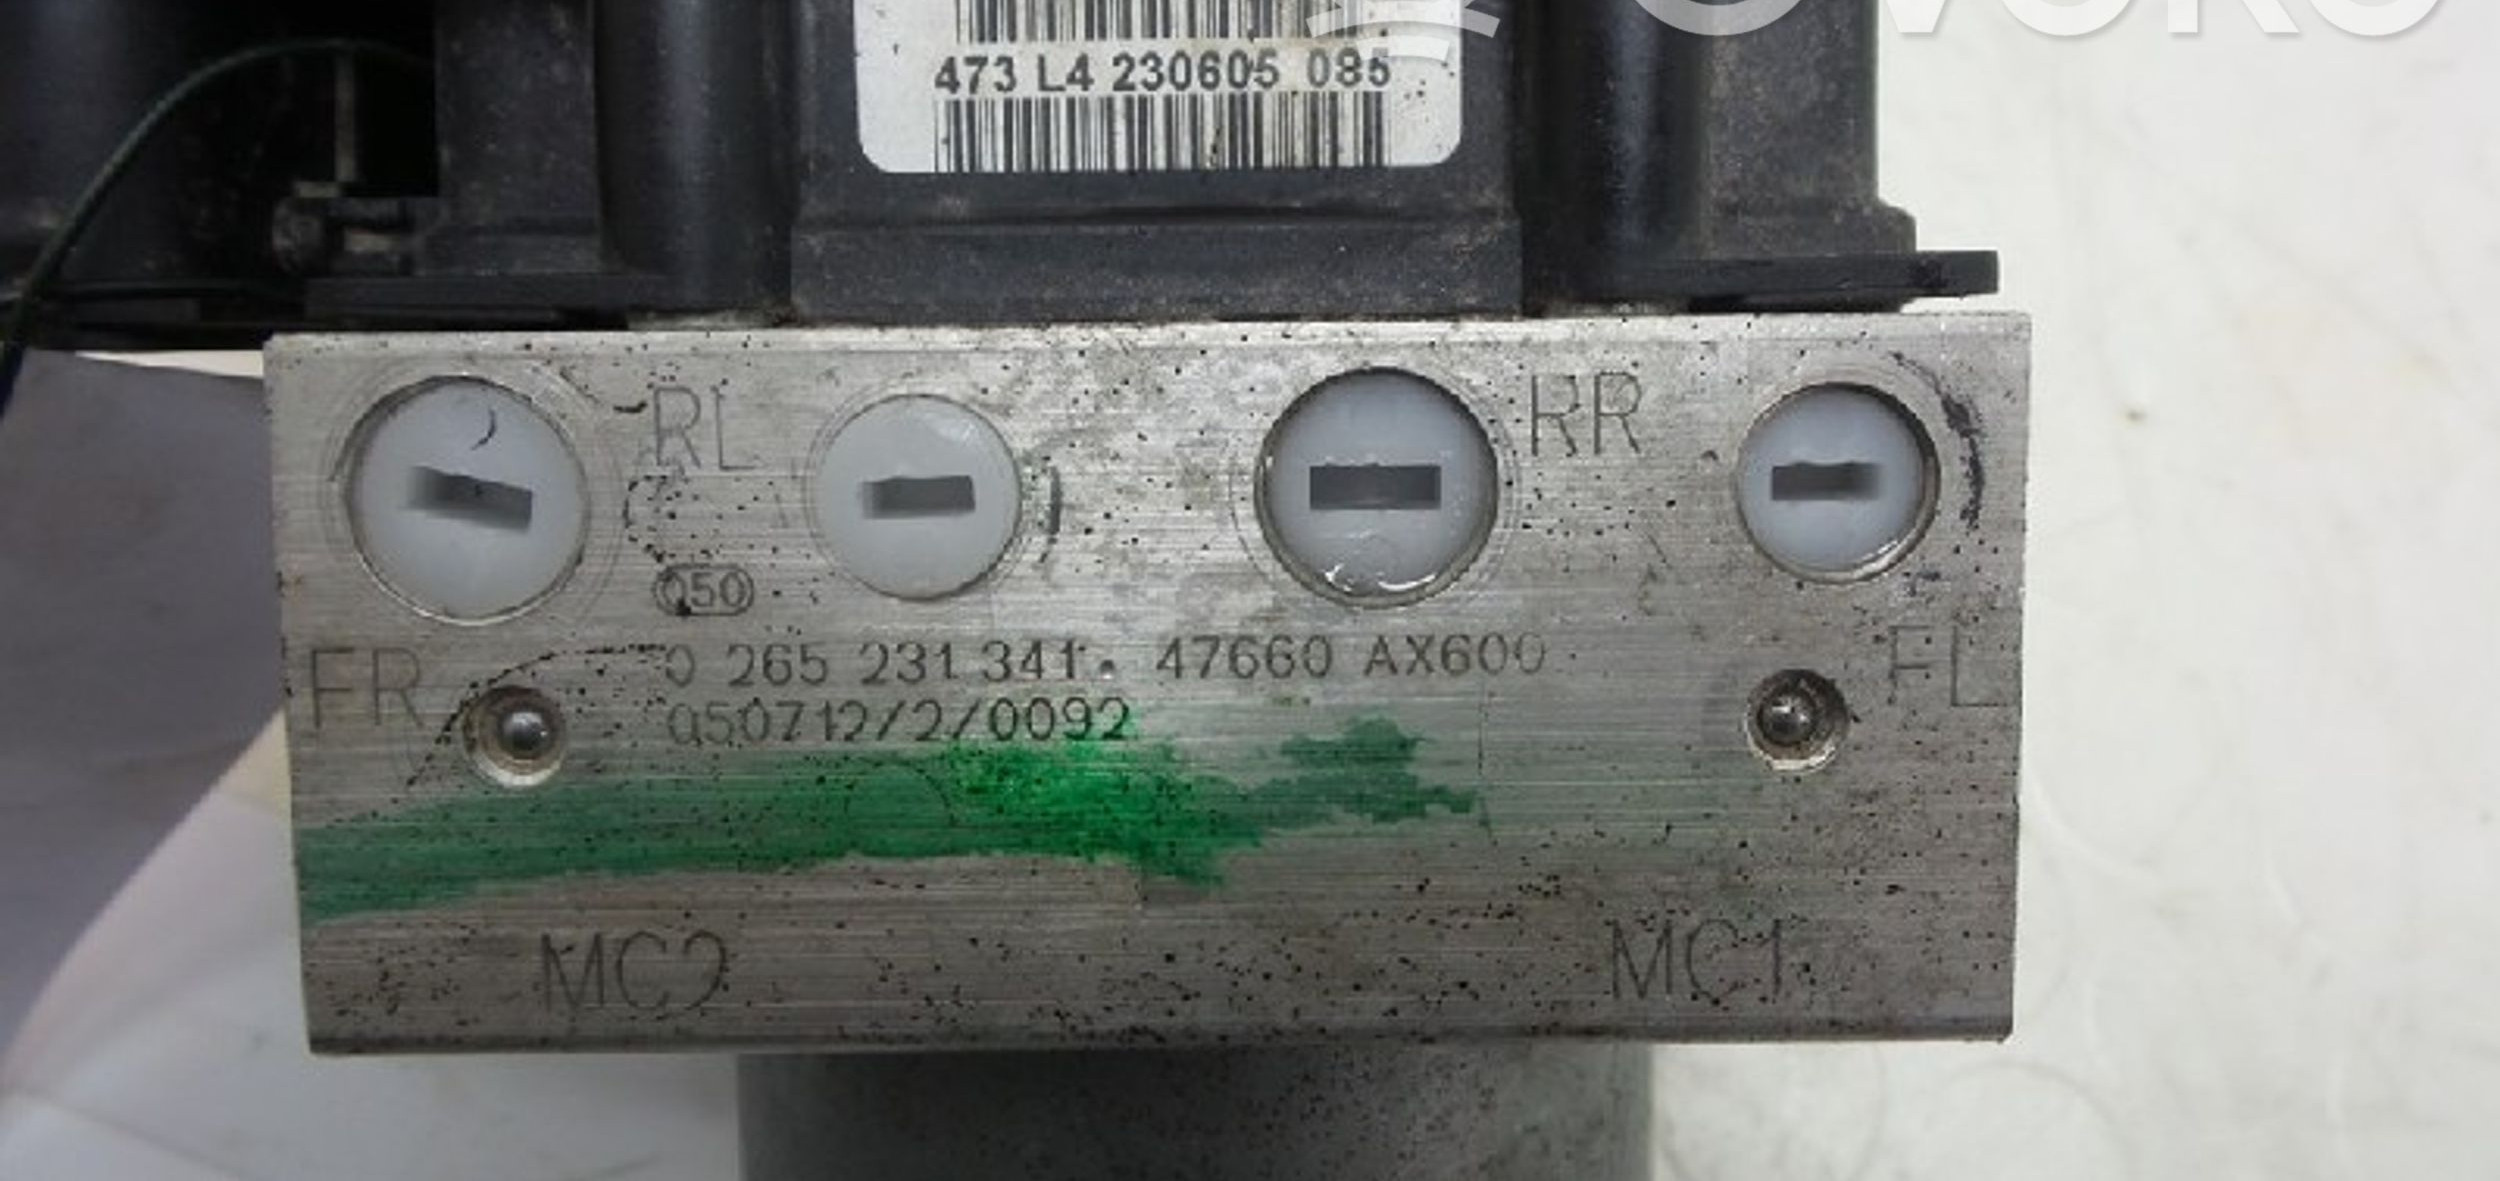 473 L4 230605 085
RL
RR
050
FR
0 265 231 341. 47660 AX600
FL
050712/2/0092
MC2
MC1